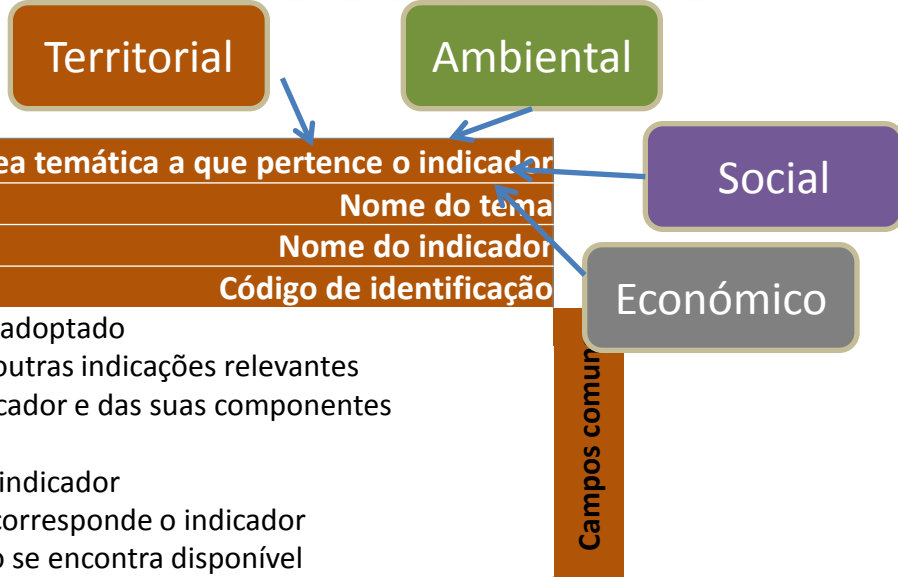 Territorial
Ambiental
ea temática a que pertence o indicador
Social
Nome do tema
Nome do indicador
Código de identificação
Económico
adoptado
outras indicações relevantes
cador e das suas componentes
indicador
corresponde o indicador
o se encontra disponível
Campos comun